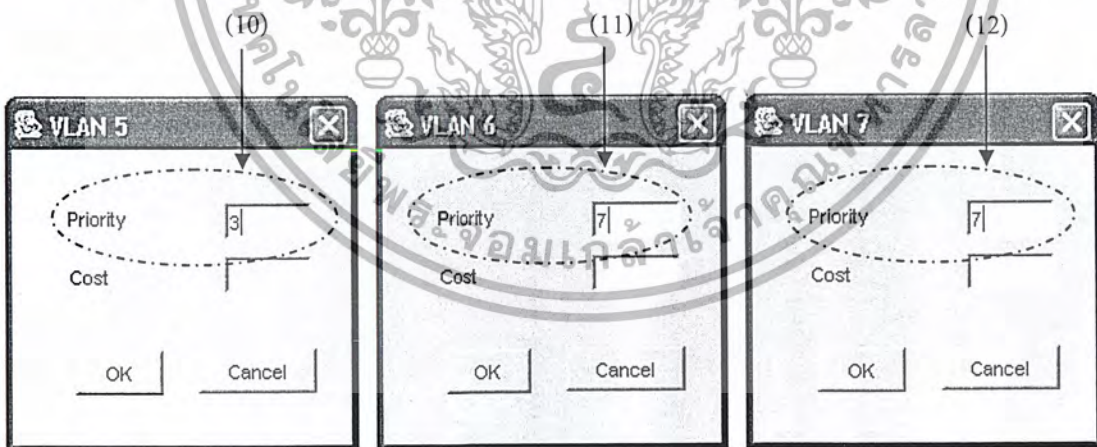 (10) (11) (12)
VLAN 5
Priority 3
Cost
OK Cancel
VLAN 6
Priority 7
Cost
OK Cancel
VLAN 7
Priority 7
Cost
OK Cancel